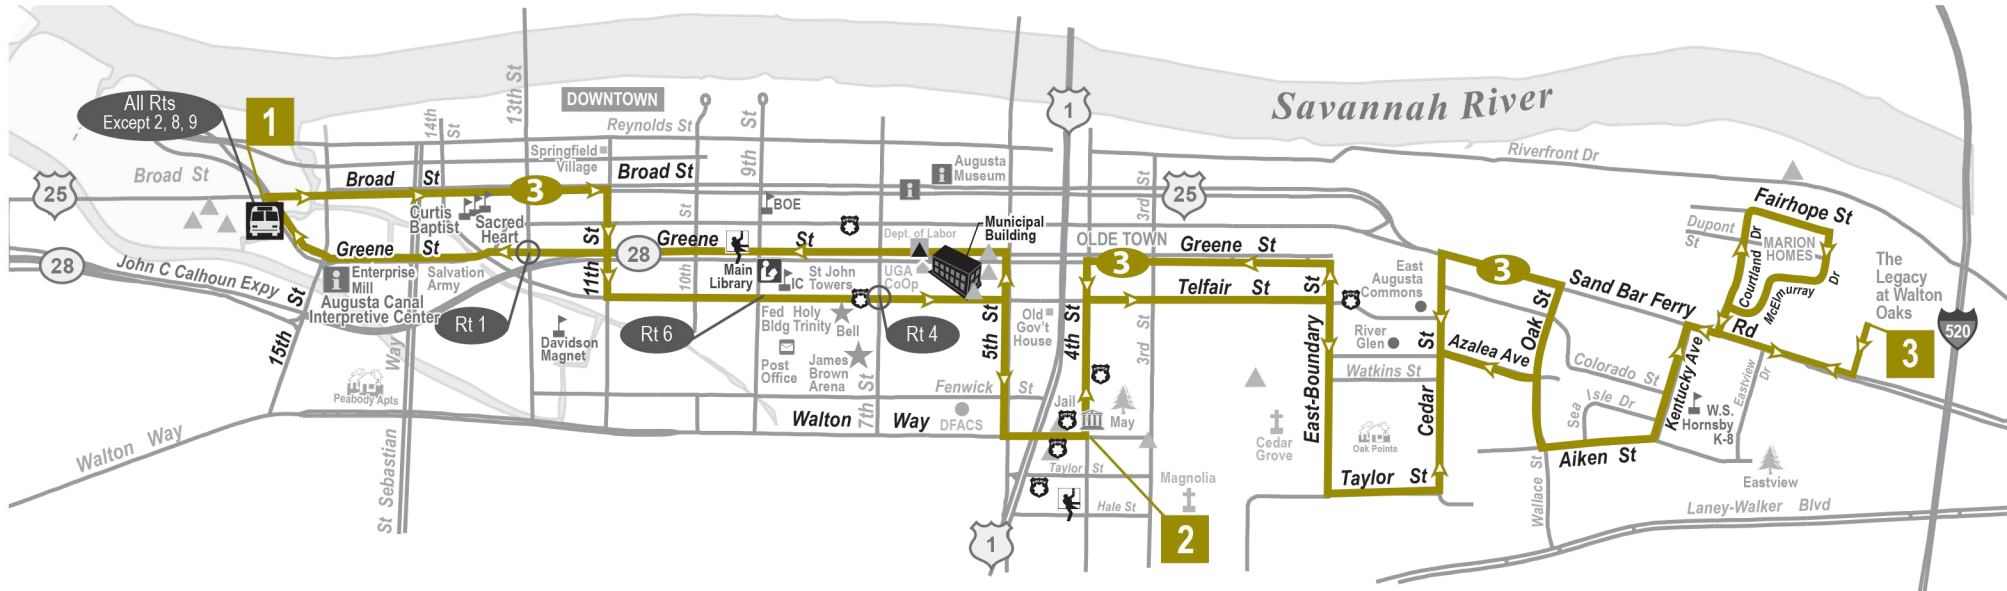 All Rts
Except 2, 8, 9
1
DOWNTOWN
13th St
14th
St
Reynolds St
9th St
1
Savannah River
Springfield
Village
Broad St
Broad St
Broad St
25
3
Augusta
Museum
3rd St
25
Riverfront Dr
Curtis
Baptist
Sacred
Heart
BOE
St
Dept. of Labor
Municipal
Building
OLDE TOWN
Greene St
Greene St
Greene St
11th St
28
28
John C Calhoun Expy
Enterprise
Mill
Augusta Canal
Interpretive Center
Salvation
Army
10th
Main
Library
IC
St John
Towers
UGA
CoOp
3
Telfair St
East
Augusta
Commons
3
Sand Bar Ferry
Rd
Dupont
St
Fairhope St
MARION
HOMES
Courtland Dr
McElmurray
Dr
The
Legacy
at Walton
Oaks
520
3
15th St
Rt 1
Rt 6
Rt 4
Fed
Bldg
Holy
Trinity
Bell
Davidson
Magnet
Post
Office
James
Brown
Arena
5th St
Old
Gov't
House
4th St
3rd St
East-Boundary St
River
Glen
Watkins St
Cedar St
Azalea Ave
Oak St
Colorado St
Sea Isle Dr
Kentucky Ave
Eastview
Dr
W.S.
Hornsby
K-8
Peabody Apts
Way
St Sebastian
Walton Way
Walton Way
7th St
Fenwick St
DFACS
Jail
May
Cedar
Grove
Oak Pointe
Aiken St
Eastview
Taylor St
Taylor St
Hale St
Magnolia
Wallace St
Laney-Walker Blvd
1
2